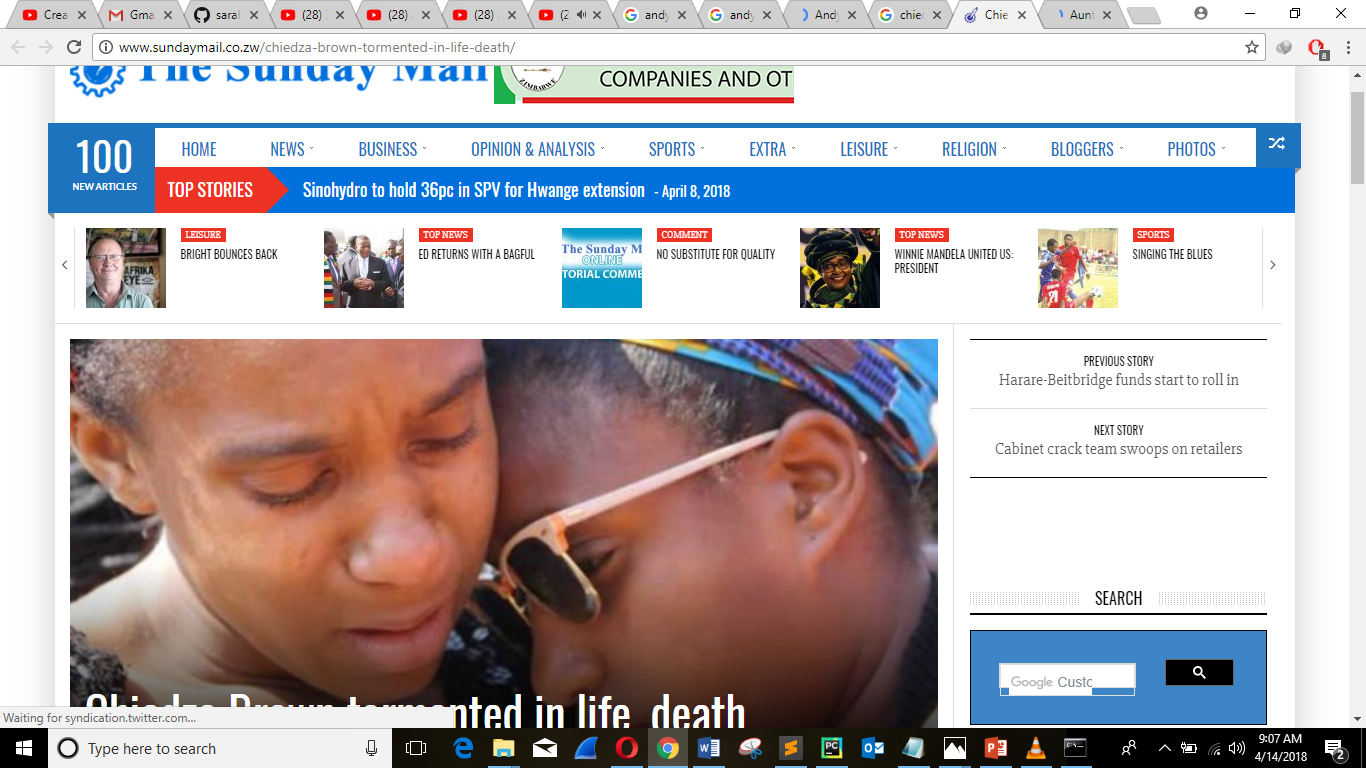 Crea
Gma
sarah
(28)
(28)
(28)
(2
andy
andy
Andy
chie
Chie
Aunt
www.sundaymail.co.zw/chiedza-brown-tormented-in-life-death/
8
The Sunday Mail
ZIMBABWE
COMPANIES AND OT
100
NEW ARTICLES
HOME
NEWS
BUSINESS
OPINION & ANALYSIS
SPORTS
EXTRA
LEISURE
RELIGION
BLOGGERS
PHOTOS
TOP STORIES
Sinohydro to hold 36pc in SPV for Hwange extension - April 8, 2018
AFRIKA
EYE
LEISURE
BRIGHT BOUNCES BACK
TOP NEWS
ED RETURNS WITH A BAGFUL
The Sunday M
ONLINE
TORIAL COMME
COMMENT
NO SUBSTITUTE FOR QUALITY
TOP NEWS
WINNIE MANDELA UNITED US:
PRESIDENT
SPORTS
SINGING THE BLUES
PREVIOUS STORY
Harare-Beitbridge funds start to roll in
NEXT STORY
Cabinet crack team swoops on retailers
SEARCH
Google Custo
Chiedza Brown tormented in life, death
Waiting for syndication.twitter.com...
Type here to search
9:07 AM
4/14/2018
2